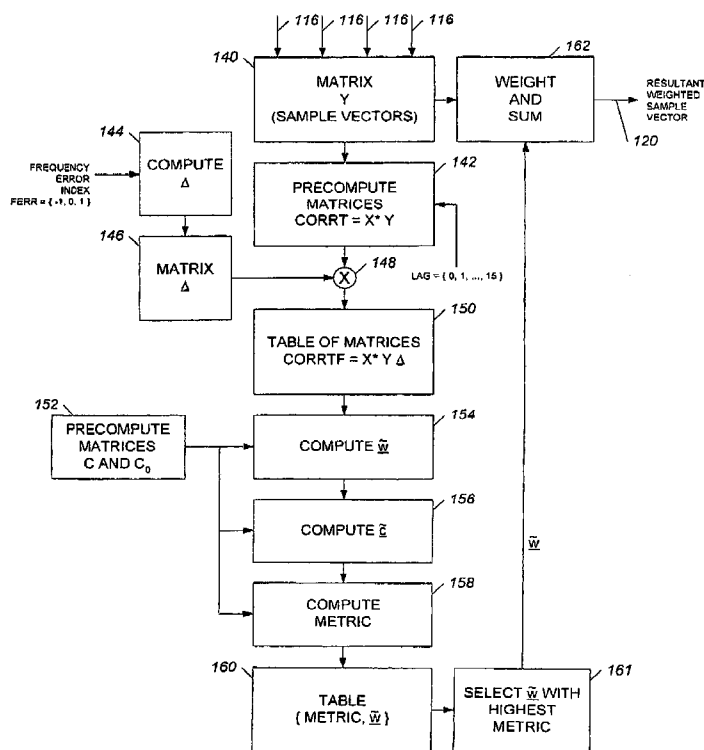 116 116 116 116
140
MATRIX
Y
(SAMPLE VECTORS)
162
WEIGHT
AND
SUM
RESULTANT
WEIGHTED
SAMPLE
VECTOR
120
144
COMPUTE
Δ
FREQUENCY
ERROR
INDEX
FERR = { -1, 0, 1 }
142
PRECOMPUTE
MATRICES
CORRT = X* Y
146
MATRIX
Δ
X
148
LAG = { 0, 1, ..., 15 }
150
TABLE OF MATRICES
CORRTF = X* Y Δ
152
PRECOMPUTE
MATRICES
C AND C₀
154
COMPUTE w̃
156
COMPUTE c̃
w̃
158
COMPUTE
METRIC
160
TABLE
{ METRIC, w̃ }
161
SELECT w̃ WITH
HIGHEST
METRIC